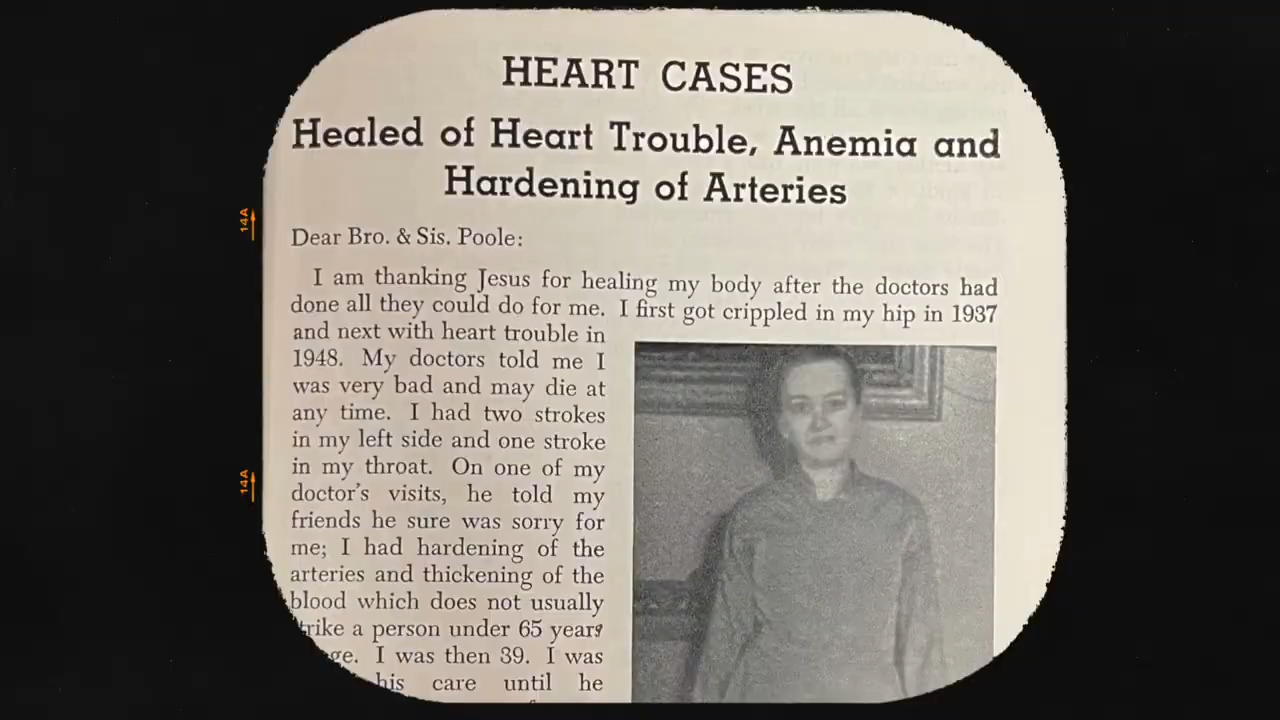 HEART CASES
Healed of Heart Trouble, Anemia and
Hardening of Arteries
Dear Bro. & Sis. Poole:
I am thanking Jesus for healing my body after the doctors had
done all they could do for me. I first got crippled in my hip in 1937
and next with heart trouble in
1948. My doctors told me I
was very bad and may die at
any time. I had two strokes
in my left side and one stroke
in my throat. On one of my
doctor's visits, he told my
friends he sure was sorry for
me; I had hardening of the
arteries and thickening of the
blood which does not usually
trike a person under 65 years
ge. I was then 39. I was
his care until he
14A
14A